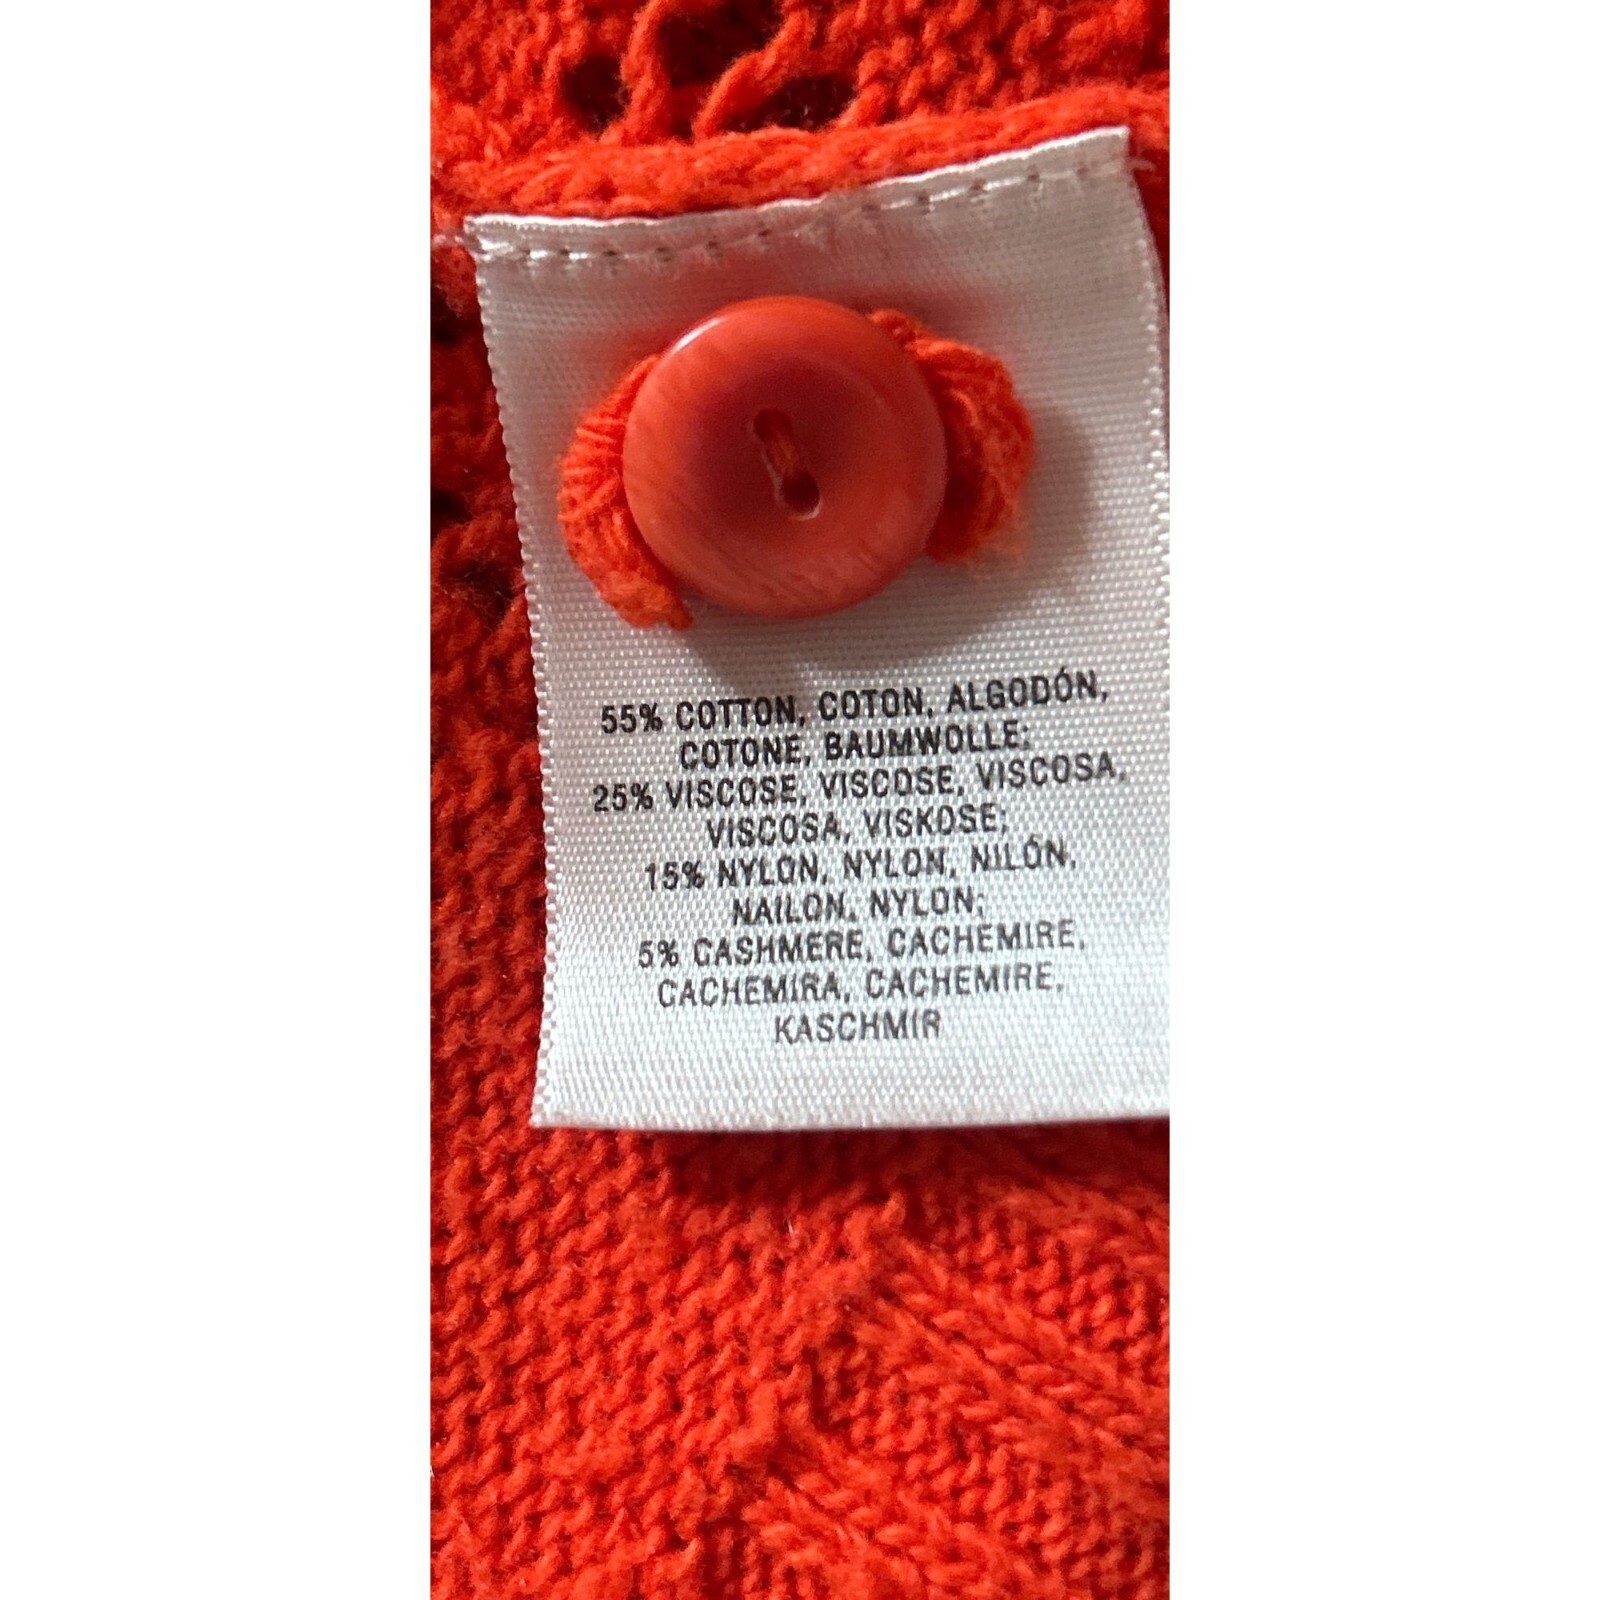 55% COTTON, COTON, ALGODÓN,
COTONE, BAUMWOLLE;
25% VISCOSE, VISCOSE, VISCOSA,
VISCOSA, VISKOSE;
15% NYLON, NYLON, NILÓN,
NAILON, NYLON;
5% CASHMERE, CACHEMIRE,
CACHEMIRA, CACHEMIRE,
KASCHMIR